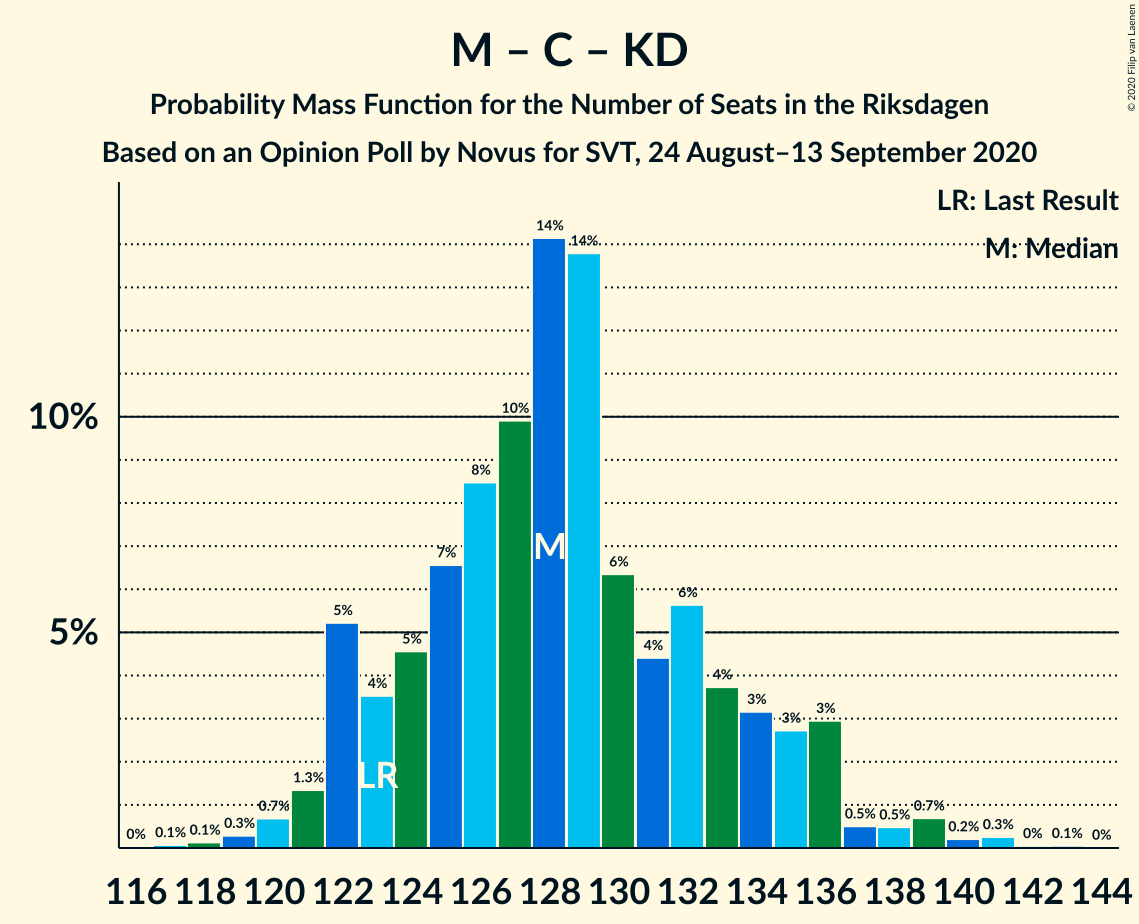 M – C – KD
Probability Mass Function for the Number of Seats in the Riksdagen
Based on an Opinion Poll by Novus for SVT, 24 August–13 September 2020
© 2020 Filip van Laenen
LR: Last Result
M: Median
10%
5%
0% 0.1% 0.1% 0.3% 0.7% 1.3% 5% 4% 5% 7% 8% 10% 14% 14% 6% 4% 6% 4% 3% 3% 3% 0.5% 0.5% 0.7% 0.2% 0.3% 0% 0.1% 0%
M
LR
116 118 120 122 124 126 128 130 132 134 136 138 140 142 144